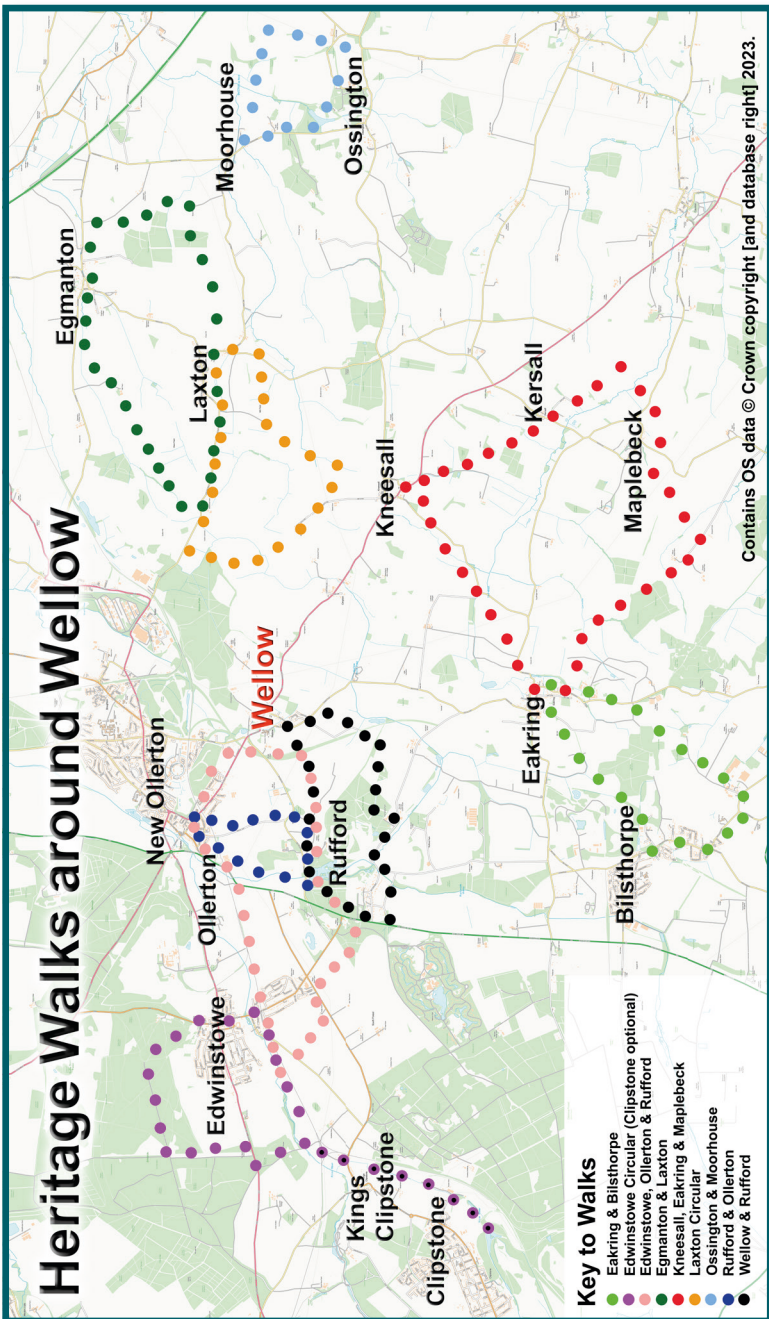 Heritage Walks around Wellow
Egmanton
Moorhouse
Ossington
Laxton
New Ollerton
Wellow
Ollerton
Edwinstowe
Rufford
Kneesall
Kersall
Kings
Clipstone
Clipstone
Eakring
Maplebeck
Bilsthorpe
Key to Walks
Eakring & Bilsthorpe
Edwinstowe Circular (Clipstone optional)
Edwinstowe, Ollerton & Rufford
Egmanton & Laxton
Kneesall, Eakring & Maplebeck
Laxton Circular
Ossington & Moorhouse
Rufford & Ollerton
Wellow & Rufford
Contains OS data © Crown copyright [and database right] 2023.